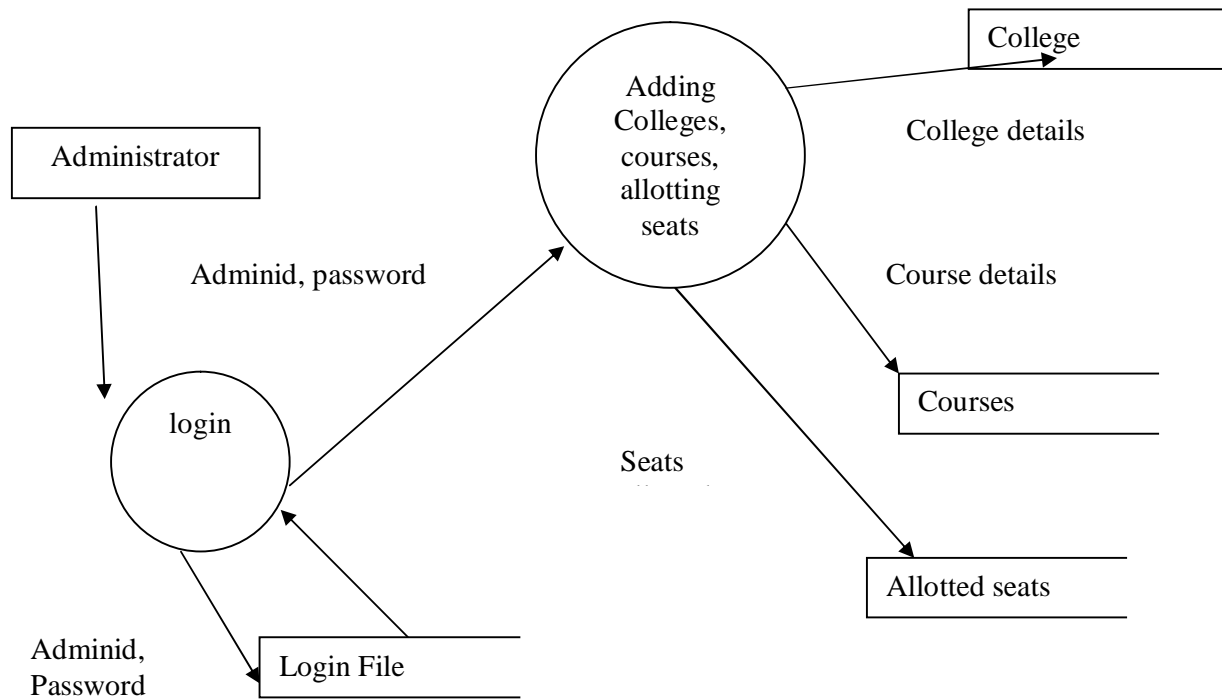 College
Adding
Colleges,
courses,
allotting
seats
College details
Administrator
Adminid, password
Course details
login
Courses
Seats
Allotted seats
Adminid,
Password
Login File